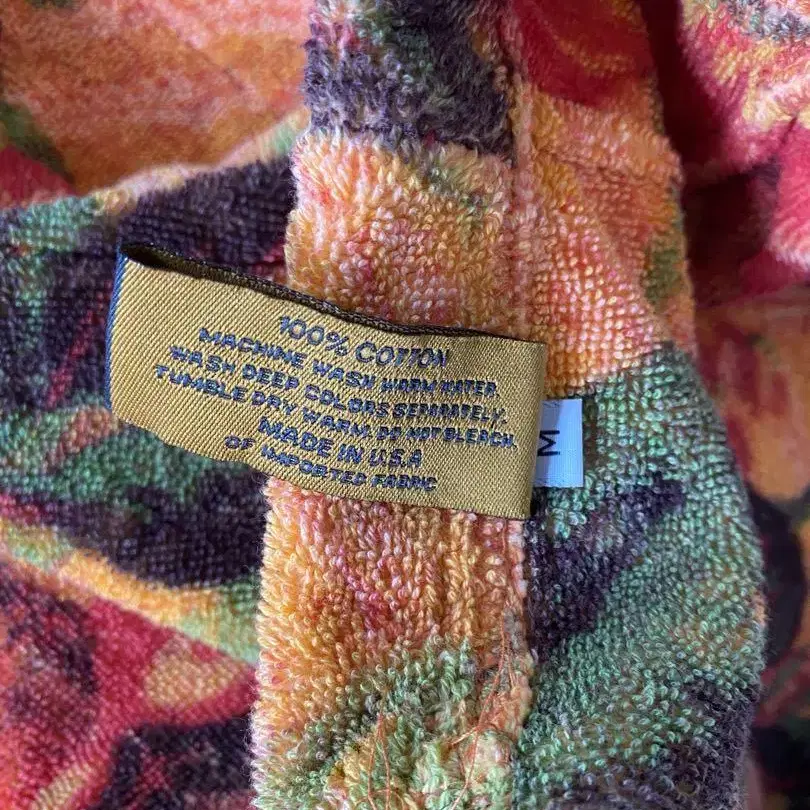 100% COTTON
MACHINE WASH WARM WATER.
WASH DEEP COLORS SEPARATELY.
TUMBLE DRY WARM. DO NOT BLEACH.
MADE IN U.S.A
OF IMPORTED FABRIC
M